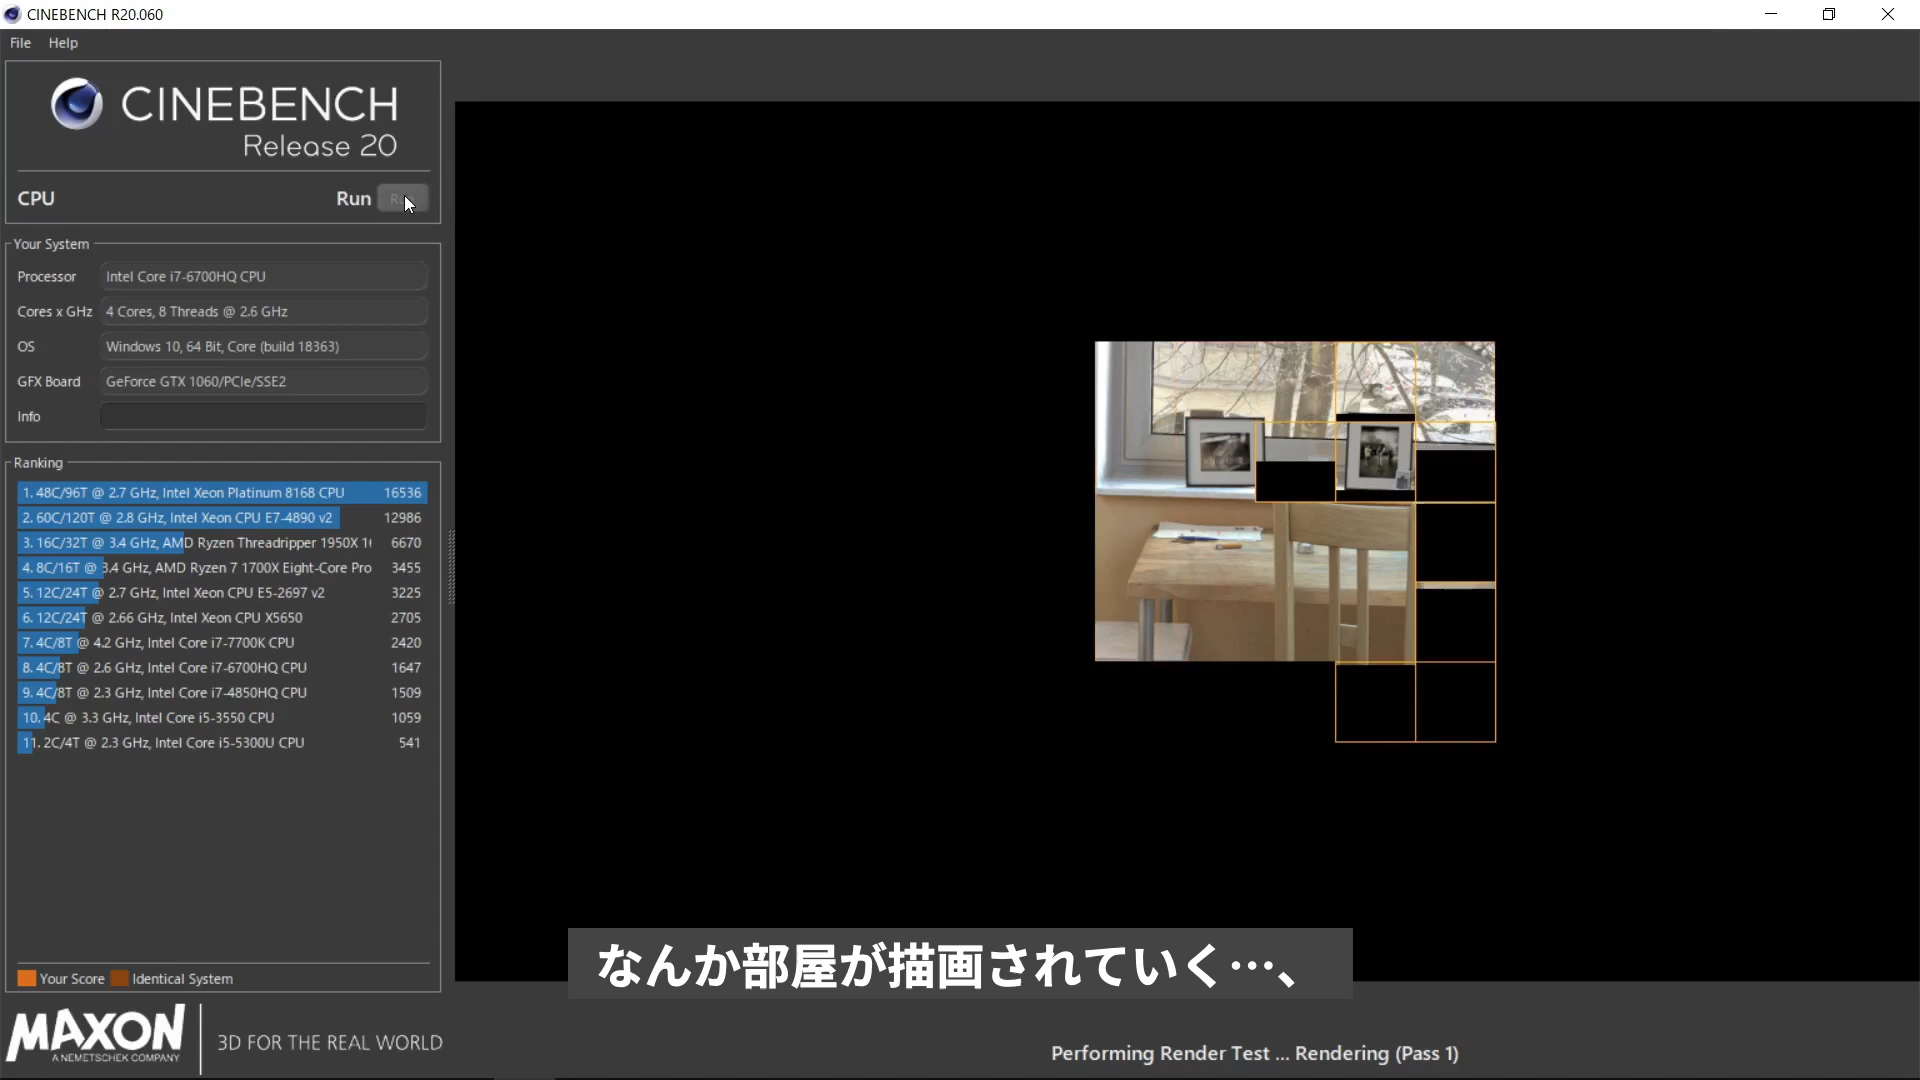 CINEBENCH R20.060
File Help
CINEBENCH
Release 20
CPU Run
Your System
Processor Intel Core i7-6700HQ CPU
Cores x GHz 4 Cores, 8 Threads @ 2.6 GHz
OS Windows 10, 64 Bit, Core (build 18363)
GFX Board GeForce GTX 1060/PCIe/SSE2
Info
Ranking
1. 48C/96T @ 2.7 GHz, Intel Xeon Platinum 8168 CPU 16536
2. 60C/120T @ 2.8 GHz, Intel Xeon CPU E7-4890 v2 12986
3. 16C/32T @ 3.4 GHz, AMD Ryzen Threadripper 1950X 6670
4. 8C/16T @ 3.4 GHz, AMD Ryzen 7 1700X Eight-Core Pro 3455
5. 12C/24T @ 2.7 GHz, Intel Xeon CPU E5-2697 v2 3225
6. 12C/24T @ 2.66 GHz, Intel Xeon CPU X5650 2705
7. 4C/8T @ 4.2 GHz, Intel Core i7-7700K CPU 2420
8. 4C/8T @ 2.6 GHz, Intel Core i7-6700HQ CPU 1647
9. 4C/8T @ 2.3 GHz, Intel Core i7-4850HQ CPU 1509
10. 4C @ 3.3 GHz, Intel Core i5-3550 CPU 1059
11. 2C/4T @ 2.3 GHz, Intel Core i5-5300U CPU 541
Your Score Identical System
MAXON
A NEMETSCHEK COMPANY
3D FOR THE REAL WORLD
なんか部屋が描画されていく…、
Performing Render Test ... Rendering (Pass 1)